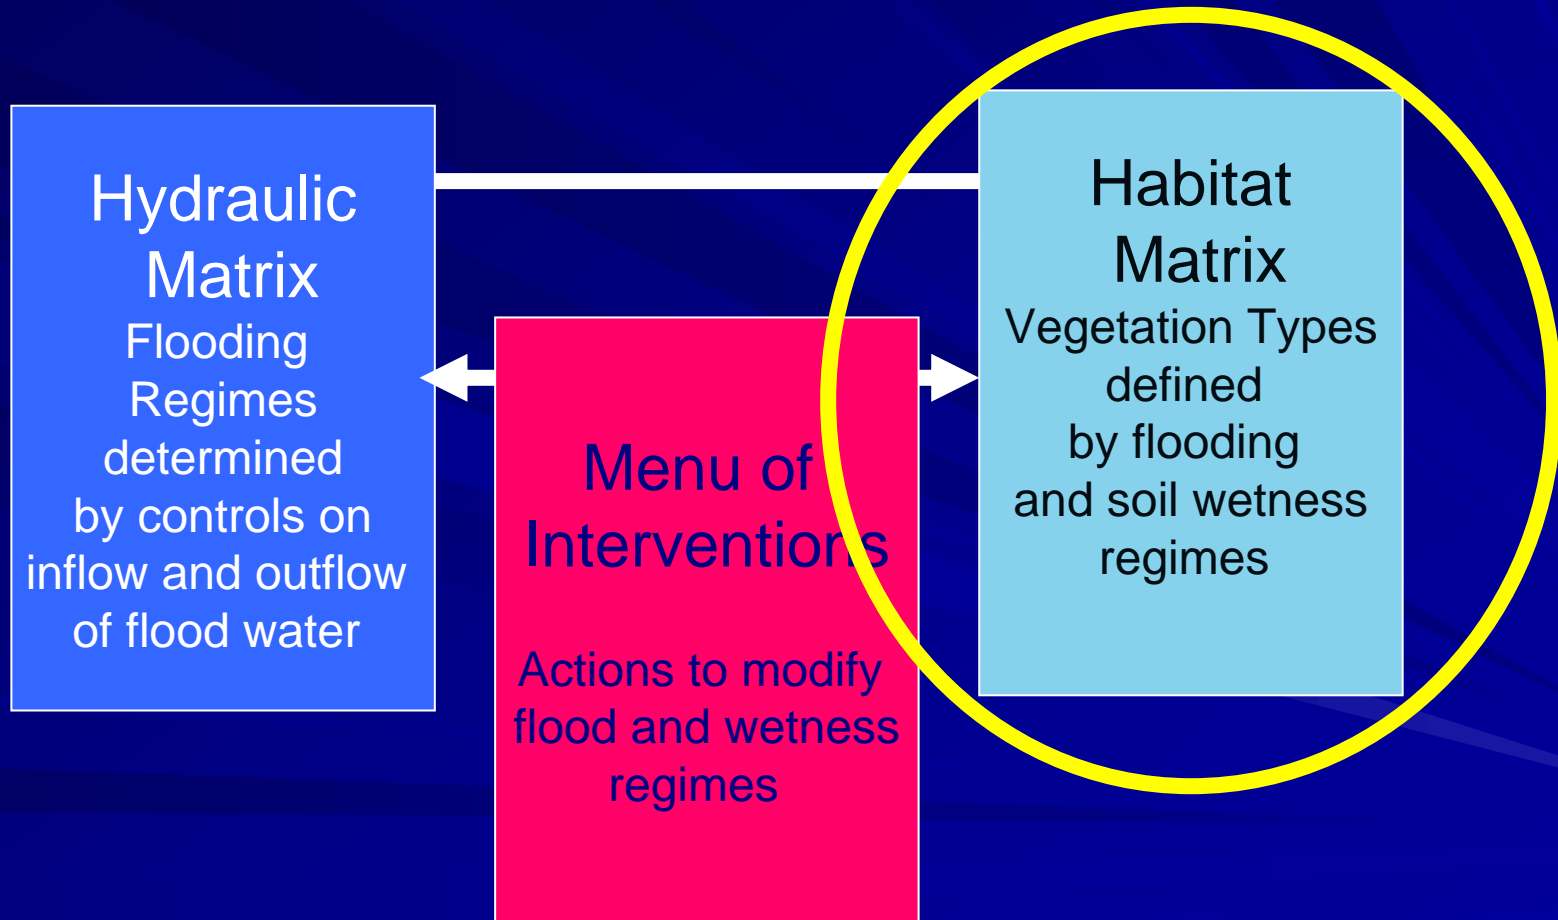 Hydraulic
Matrix
Flooding
Regimes
determined
by controls on
inflow and outflow
of flood water
Menu of
Interventions
Actions to modify
flood and wetness
regimes
Habitat
Matrix
Vegetation Types
defined
by flooding
and soil wetness
regimes